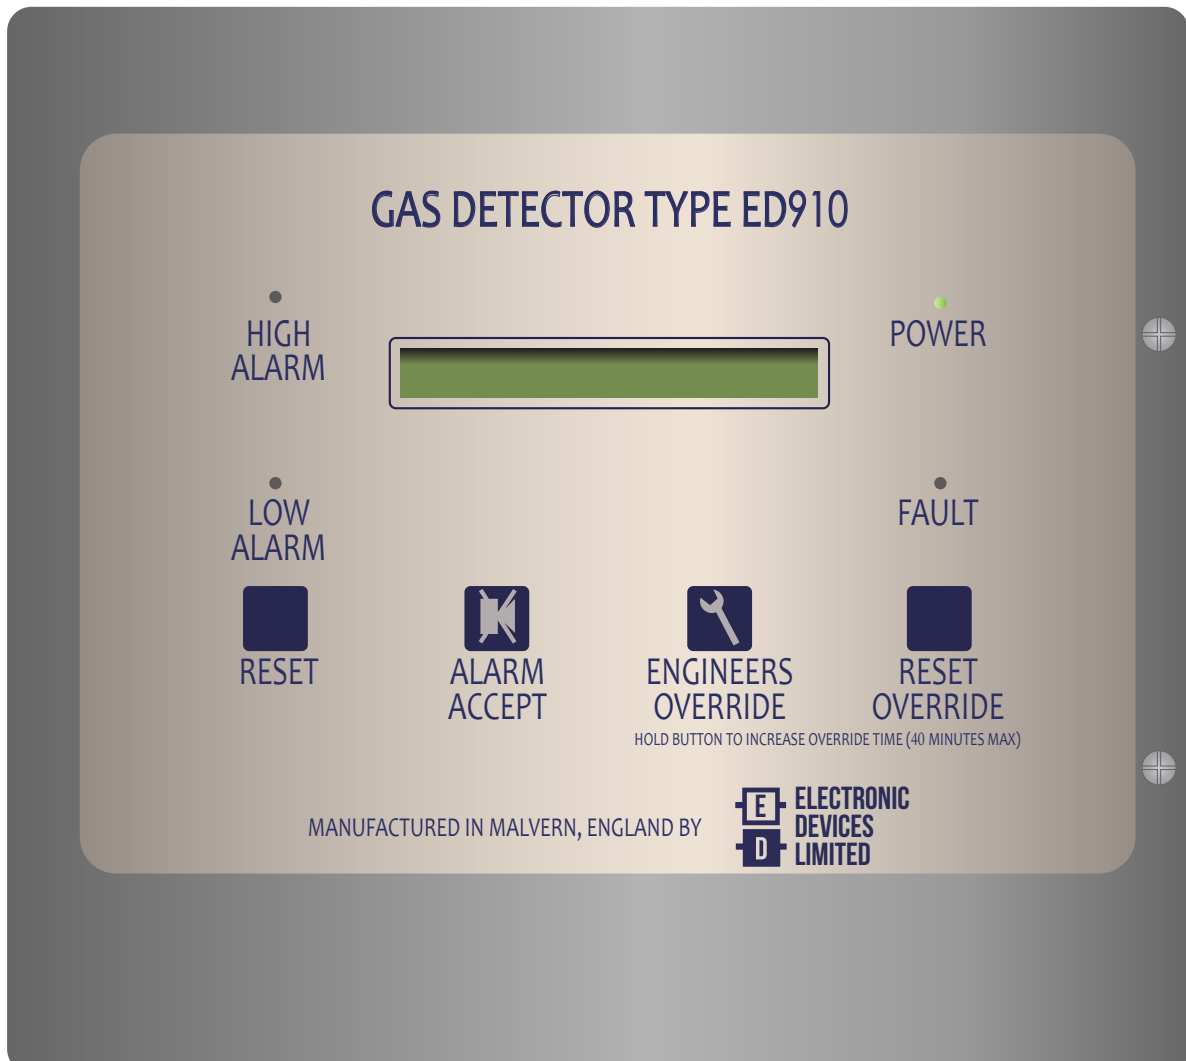 GAS DETECTOR TYPE ED910
HIGH
ALARM
POWER
LOW
ALARM
FAULT
RESET
ALARM
ACCEPT
ENGINEERS
OVERRIDE
RESET
OVERRIDE
HOLD BUTTON TO INCREASE OVERRIDE TIME (40 MINUTES MAX)
MANUFACTURED IN MALVERN, ENGLAND BY
E
D
ELECTRONIC
DEVICES
LIMITED